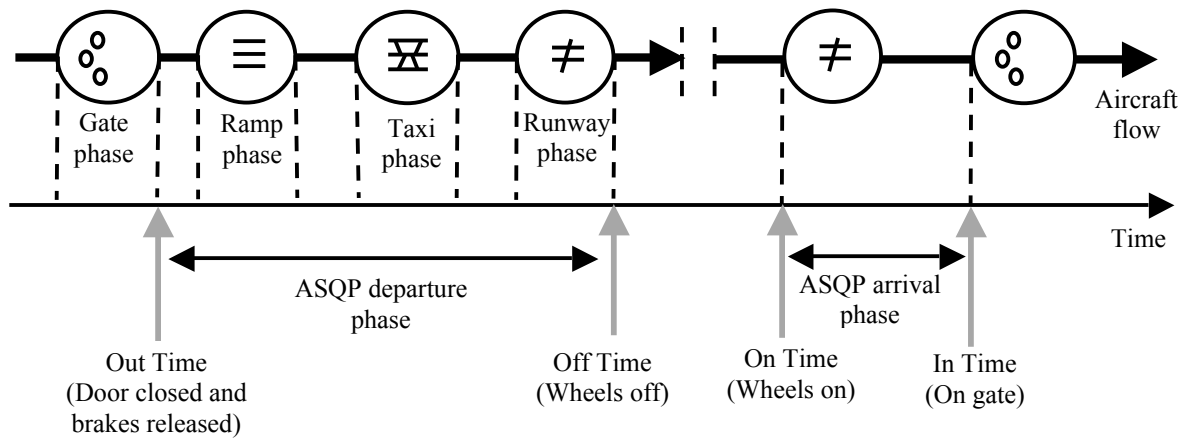 Gate
phase
Ramp
phase
Taxi
phase
Runway
phase
Aircraft
flow
Time
ASQP departure
phase
ASQP arrival
phase
Out Time
(Door closed and
brakes released)
Off Time
(Wheels off)
On Time
(Wheels on)
In Time
(On gate)